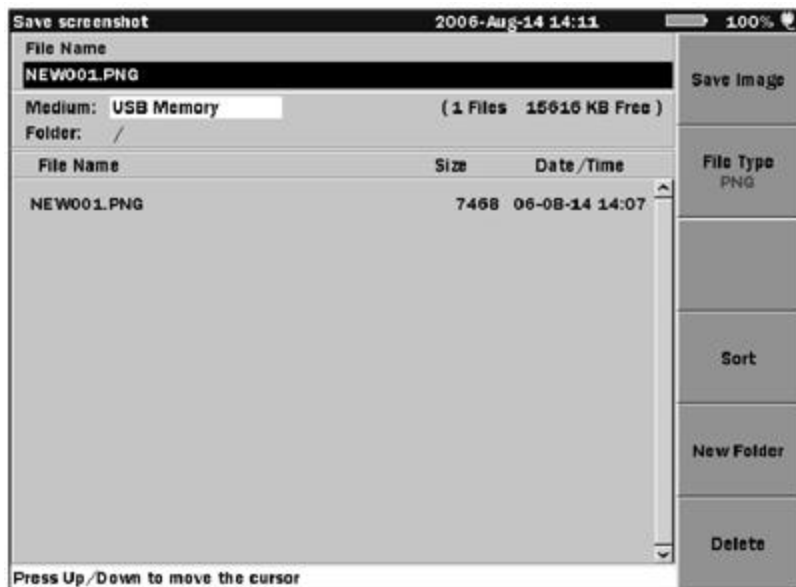 Save screenshot 2006-Aug-14 14:11 100%
File Name
NEW001.PNG
Medium: USB Memory (1 Files 15616 KB Free)
Folder: /
File Name Size Date/Time
NEW001.PNG 7468 06-08-14 14:07
Save Image
File Type
PNG
Sort
New Folder
Delete
Press Up/Down to move the cursor